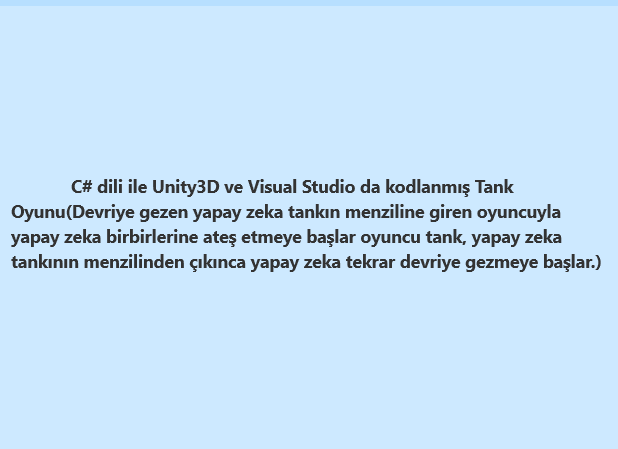 C# dili ile Unity3D ve Visual Studio da kodlanmış Tank
Oyunu(Devriye gezen yapay zeka tankın menziline giren oyuncuyla
yapay zeka birbirlerine ateş etmeye başlar oyuncu tank, yapay zeka
tankının menzilinden çıkınca yapay zeka tekrar devriye gezmeye başlar.)